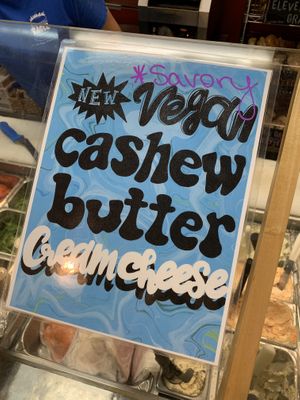 *Savory
NEW Vegan
cashew
butter
Cream cheese